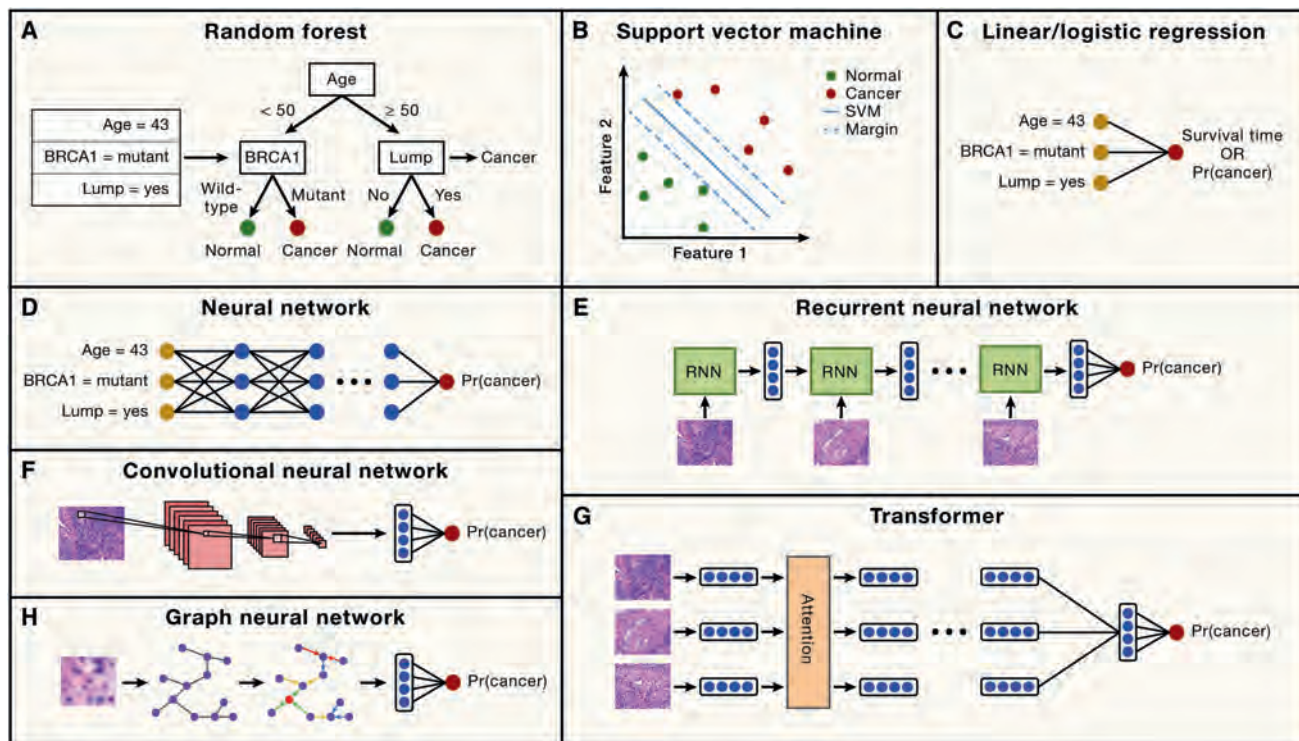 A
Random forest
Age
< 50
≥ 50
Age = 43
BRCA1 = mutant
Lump = yes
BRCA1
Lump
Cancer
Wild-
type
Mutant
No
Yes
Normal
Cancer
Normal
Cancer
B
Support vector machine
Normal
Cancer
SVM
Margin
Feature 2
Feature 1
C
Linear/logistic regression
Age = 43
BRCA1 = mutant
Lump = yes
Survival time
OR
Pr(cancer)
D
Neural network
Age = 43
BRCA1 = mutant
Lump = yes
Pr(cancer)
E
Recurrent neural network
RNN
RNN
RNN
Pr(cancer)
F
Convolutional neural network
Pr(cancer)
G
Transformer
Attention
Pr(cancer)
H
Graph neural network
Pr(cancer)